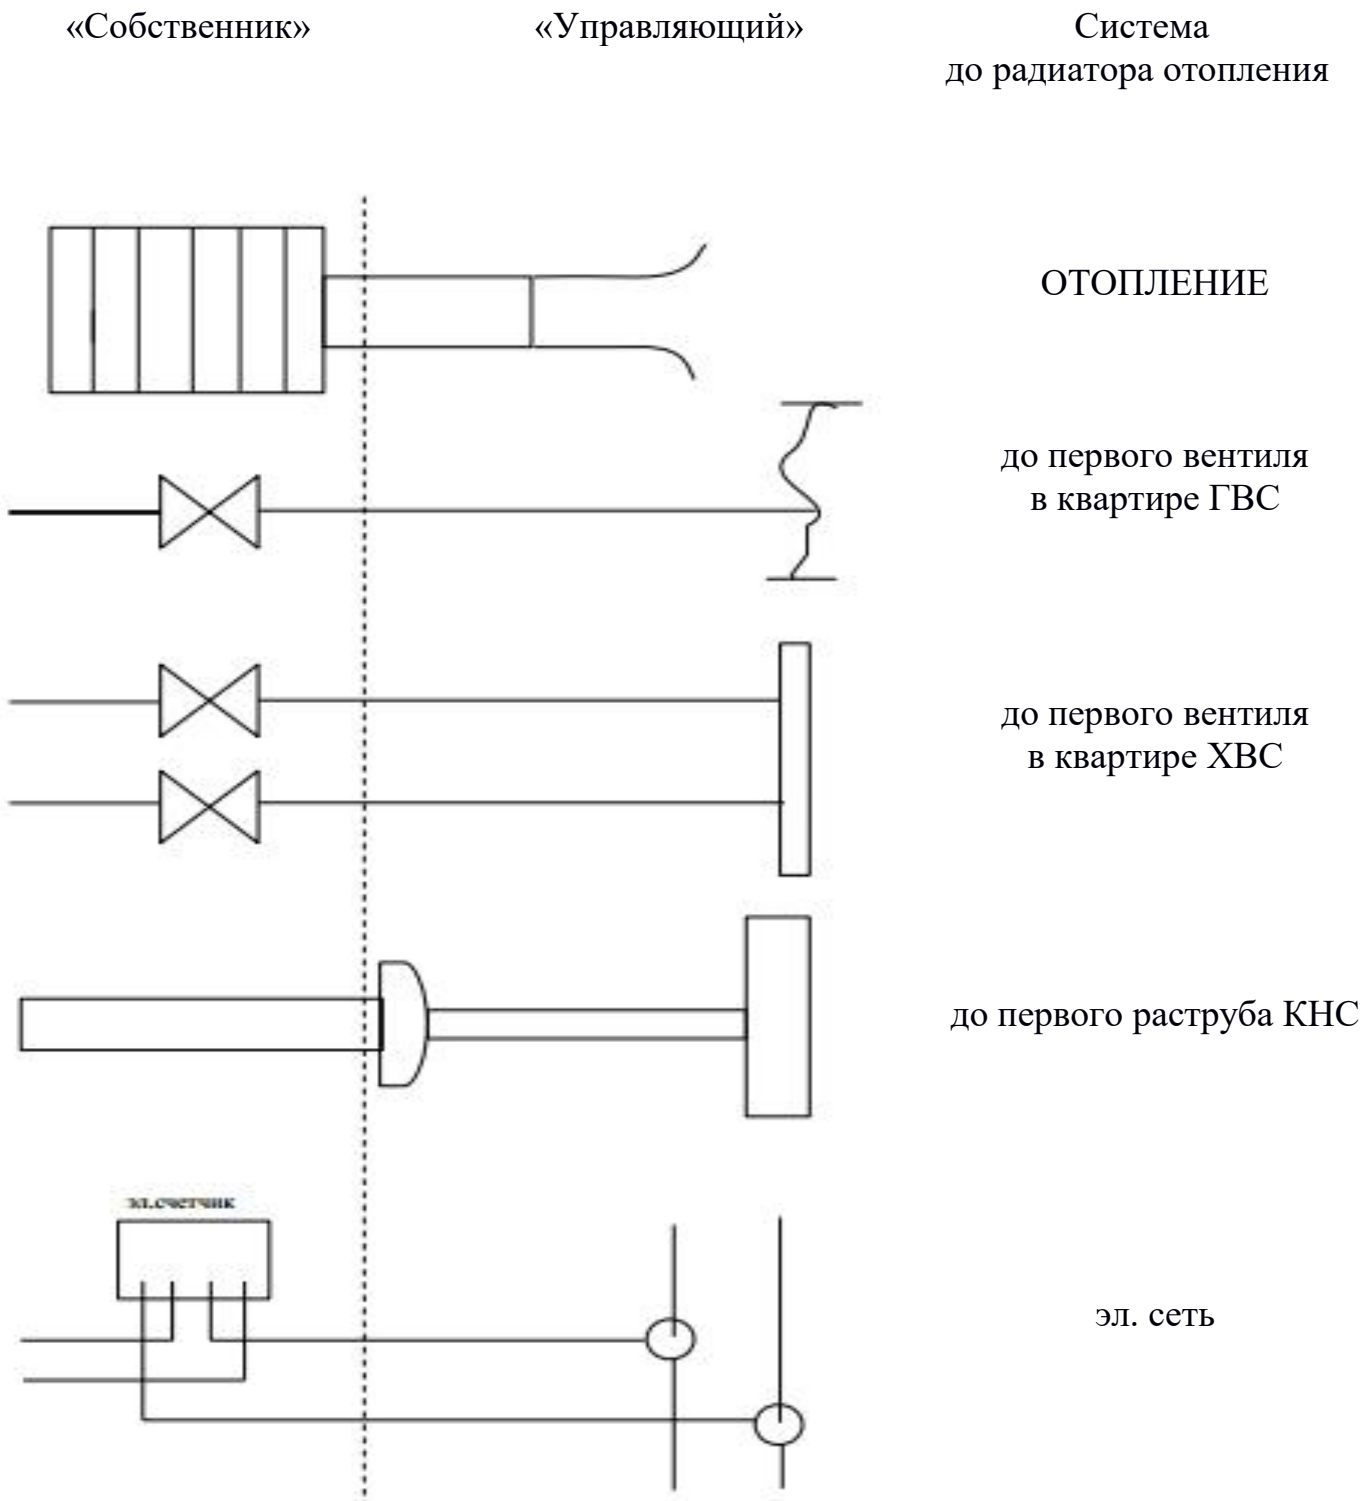 «Собственник» «Управляющий» Система
до радиатора отопления
ОТОПЛЕНИЕ
до первого вентиля
в квартире ГВС
до первого вентиля
в квартире ХВС
до первого раструба КНС
эл.счетчик
эл. сеть